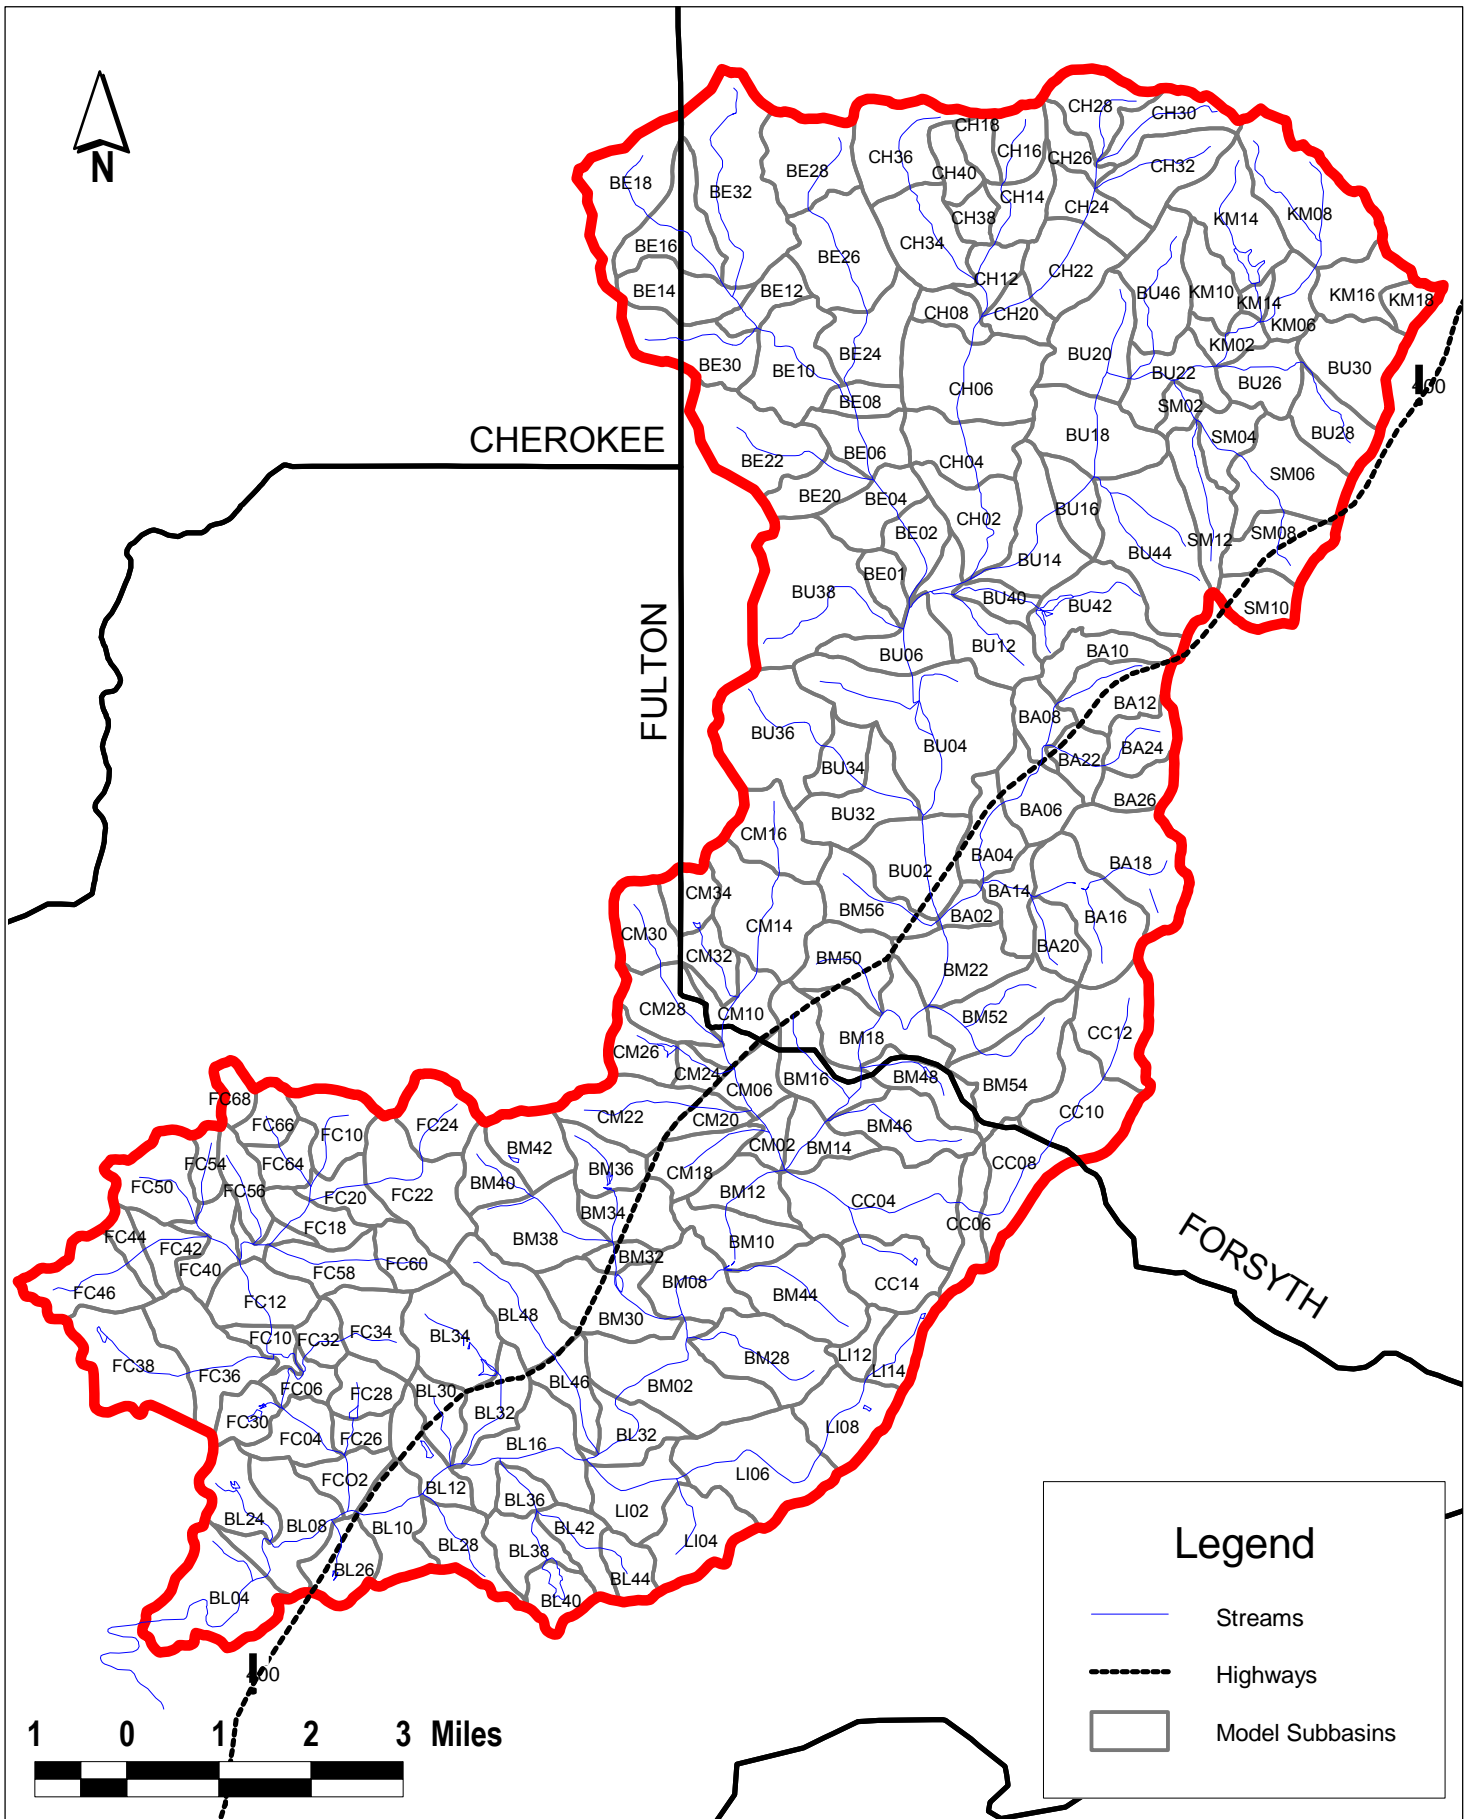 CH28
CH30
CH18
CH36
CH16
CH26
CH32
BE18
BE32
BE28
CH40
CH14
CH24
CH38
KM14
KM08
BE16
BE26
CH34
CH22
BE14
BE12
CH12
BU46
KM10
KM14
KM16
KM18
CH08
CH20
KM06
BE30
BE10
BE24
BU20
KM02
BU22
BU26
BU30
400
BE08
CH06
SM02
CHEROKEE
BE22
BE06
CH04
BU18
SM04
BU28
SM06
BE20
BE04
BE02
CH02
BU16
SM12
SM08
BU44
BU14
BE01
BU38
BU40
BU42
SM10
FULTON
BU06
BU12
BA10
BU36
BA08
BA12
BU04
BA22
BA24
BU34
BU32
BA06
BA26
CM16
BU02
BA04
BA18
CM34
BM56
BA02
BA14
BA16
CM30
CM14
BA20
CM32
BM50
BM22
CM28
CM10
BM52
BM18
CC12
CM26
CM24
CM06
BM16
BM48
BM54
FC68
FC66
FC10
FC24
CM22
CM20
BM46
CC10
BM42
CM02
BM14
FC54
FC64
BM36
CM18
CC08
FC50
FC56
FC20
FC22
BM40
BM34
BM12
CC04
FC44
FC42
FC18
BM38
BM10
CC06
FC40
FC58
FC60
BM32
BM08
BM44
CC14
FORSYTH
FC46
FC12
BL48
BM30
FC10
FC32
FC34
BL34
BM28
LI12
LI14
FC38
FC36
FC06
FC28
BL30
BL46
BM02
FC30
FC04
FC26
BL32
BL16
BL32
LI08
FCO2
BL12
LI06
BL24
BL08
BL10
BL36
BL42
LI02
BL28
BL38
LI04
BL26
BL44
BL04
BL40
400
N
1 0 1 2 3 Miles
Legend
Streams
Highways
Model Subbasins